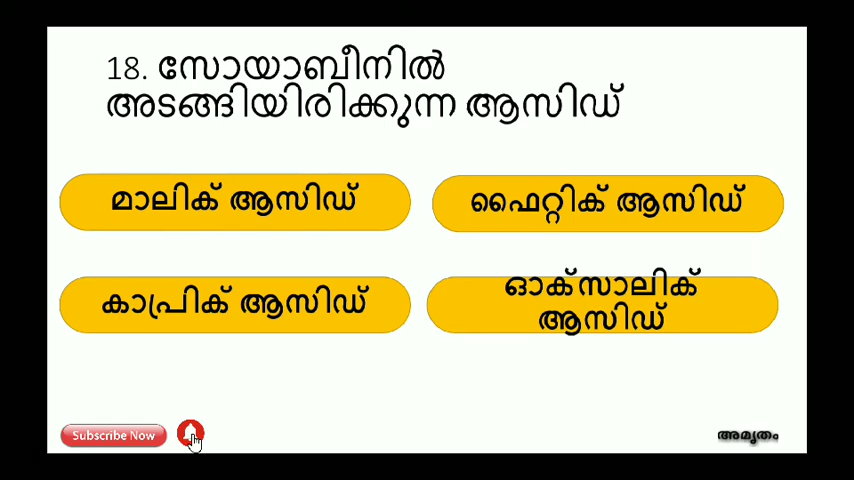 18. സോയാബീനിൽ
അടങ്ങിയിരിക്കുന്ന ആസിഡ്
മാലിക് ആസിഡ്
ഫൈറ്റിക് ആസിഡ്
കാപ്രിക് ആസിഡ്
ഓക്സാലിക്
ആസിഡ്
Subscribe Now
അമൃതം